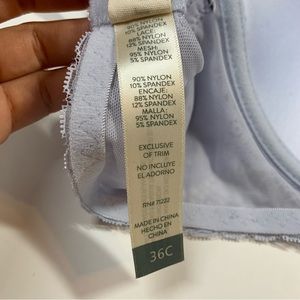 90% NYLON
10% SPANDEX
LACE
88% NYLON
12% SPANDEX
MESH:
95% NYLON
5% SPANDEX
90% NYLON
10% SPANDEX
ENCAJE:
88% NYLON
12% SPANDEX
MALLA:
95% NYLON
5% SPANDEX
EXCLUSIVE
OF TRIM
NO INCLUYE
EL ADORNO
RN# 71232
MADE IN CHINA
HECHO EN
CHINA
36C